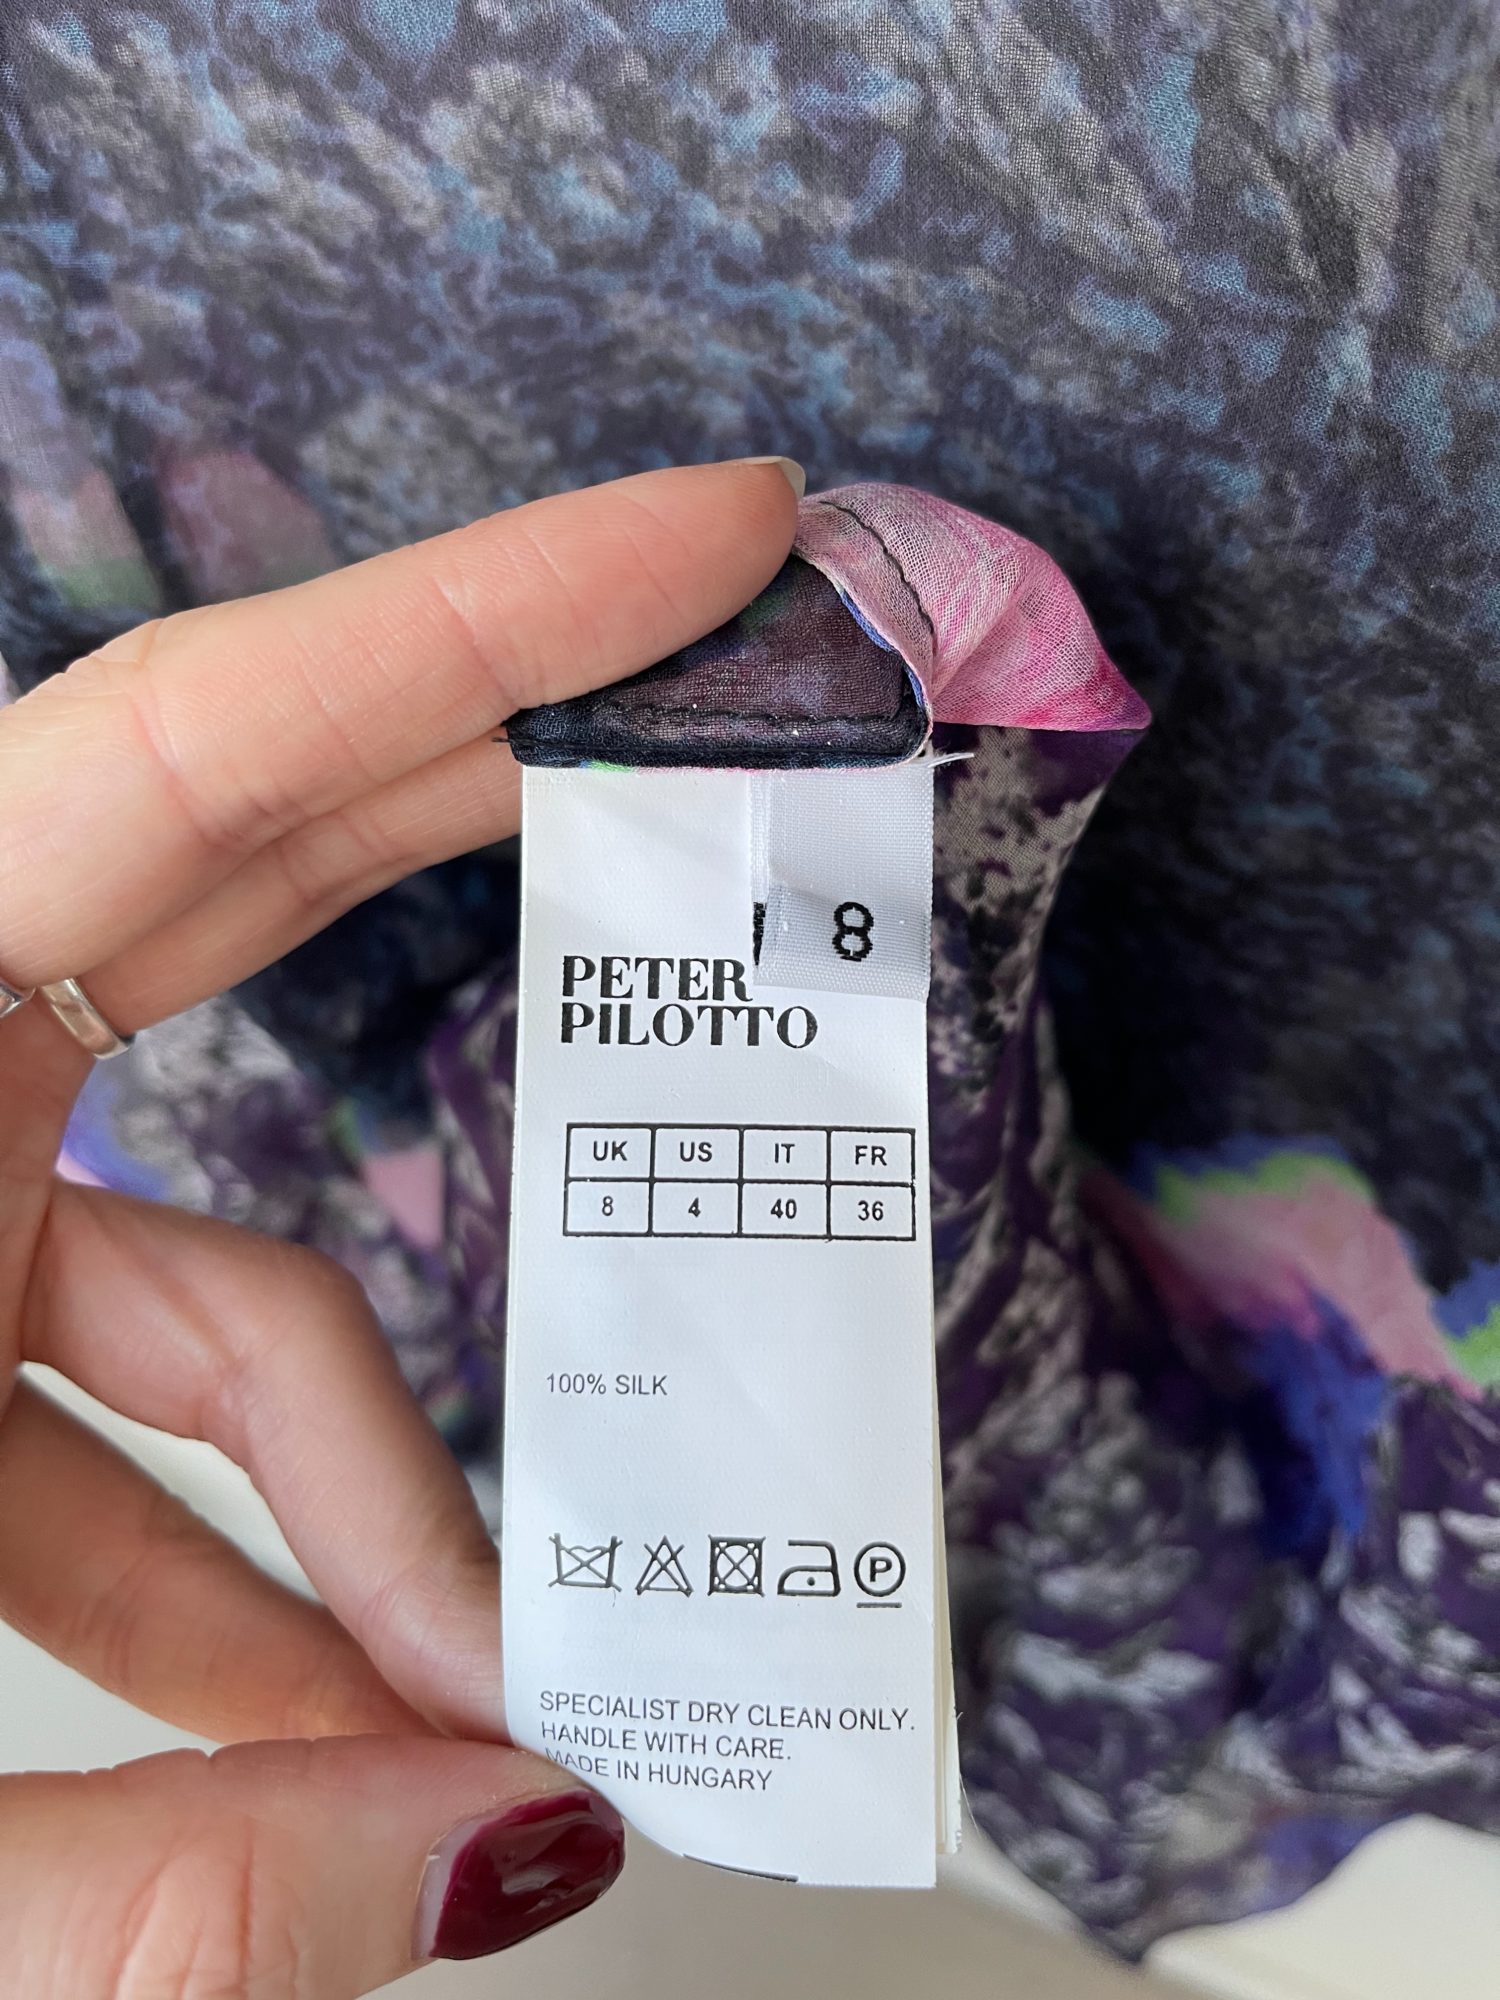 8
PETER
PILOTTO
UK US IT FR
8 4 40 36
100% SILK
P
SPECIALIST DRY CLEAN ONLY.
HANDLE WITH CARE.
MADE IN HUNGARY